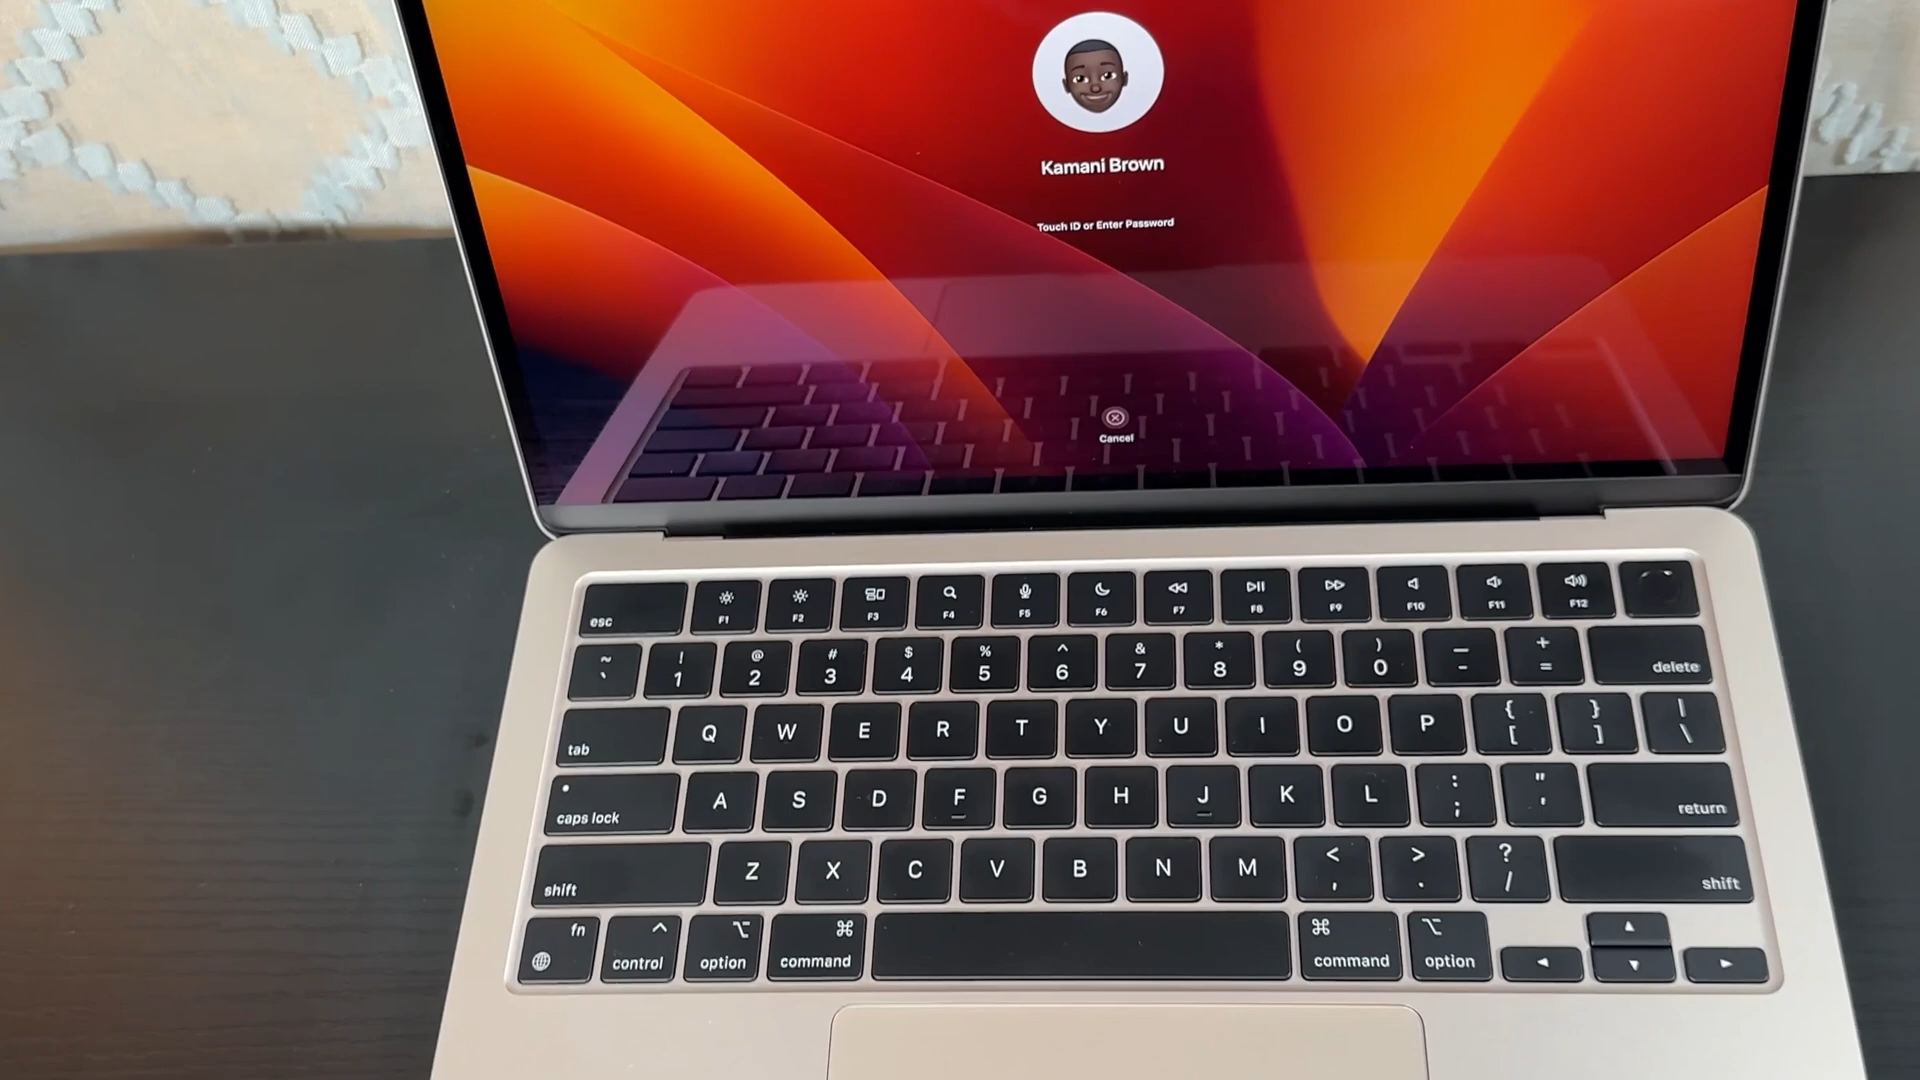 Kamani Brown
Touch ID or Enter Password
Cancel
esc F1 F2 F3 F4 F5 F6 F7 F8 F9 F10 F11 F12
~ ! @ # $ % ^ & * ( ) — +
` 1 2 3 4 5 6 7 8 9 0 - = delete
tab Q W E R T Y U I O P { [ } ] | \
caps lock A S D F G H J K L : ; " ' return
shift Z X C V B N M < , > . ? / shift
fn control option command command option